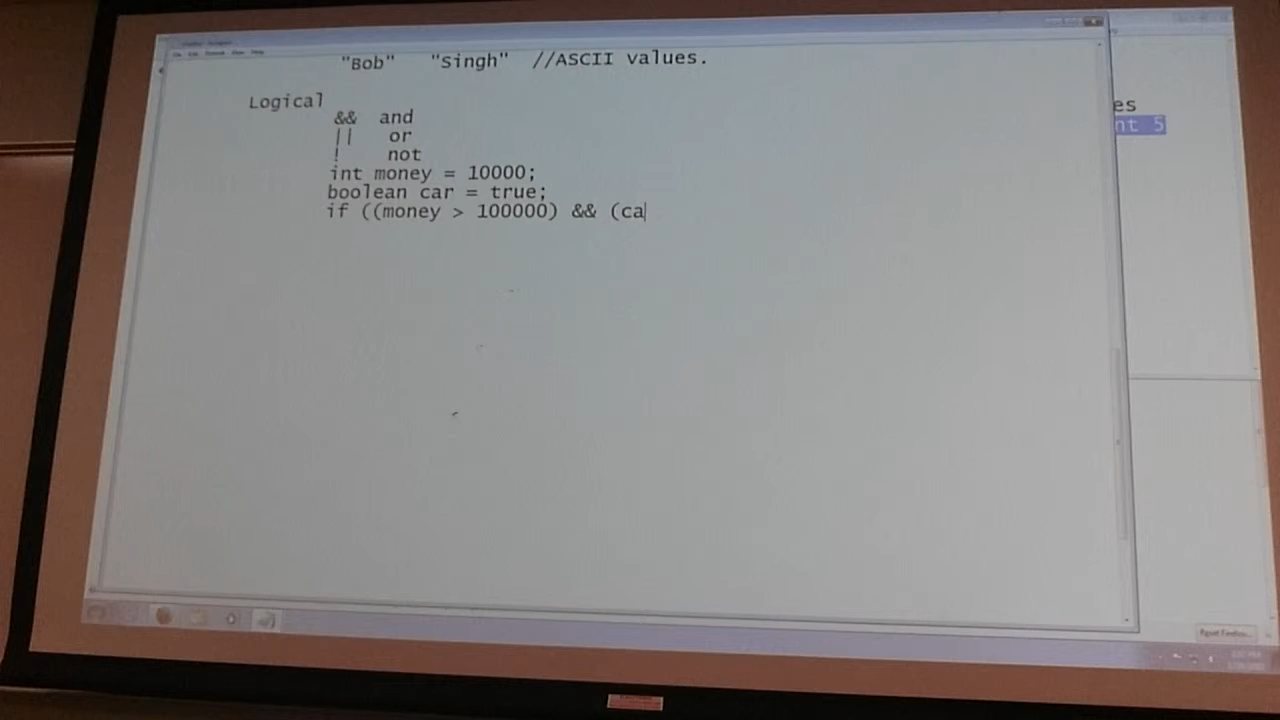 "Bob" "Singh" //ASCII values.
Logical
&& and
|| or
! not
int money = 10000;
boolean car = true;
if ((money > 100000) && (ca
es
nt 5